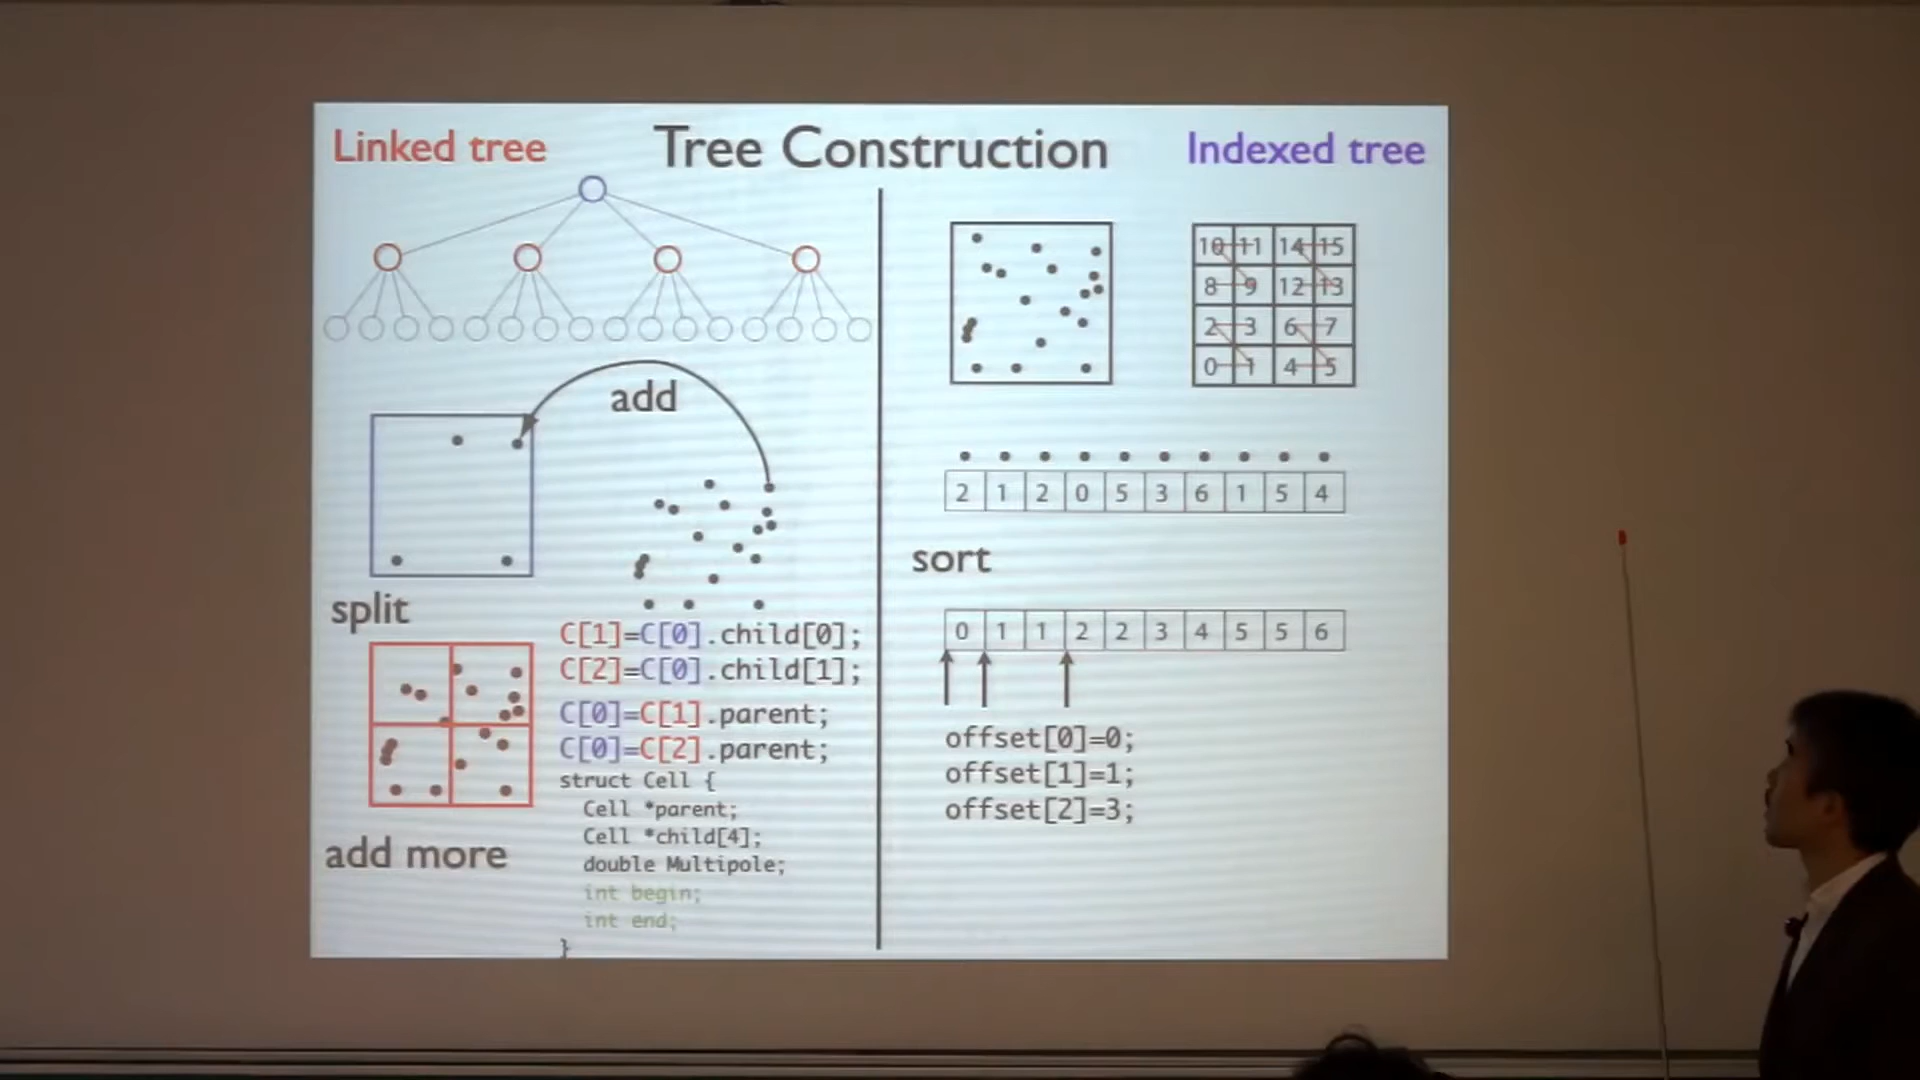 Tree Construction
Linked tree
add
split
C[1]=C[0].child[0];
C[2]=C[0].child[1];
C[0]=C[1].parent;
C[0]=C[2].parent;
struct Cell {
Cell *parent;
Cell *child[4];
double Multipole;
int begin;
int end;
}
add more
Indexed tree
10 11 14 15
8 9 12 13
2 3 6 7
0 1 4 5
2 1 2 0 5 3 6 1 5 4
sort
0 1 1 2 2 3 4 5 5 6
offset[0]=0;
offset[1]=1;
offset[2]=3;